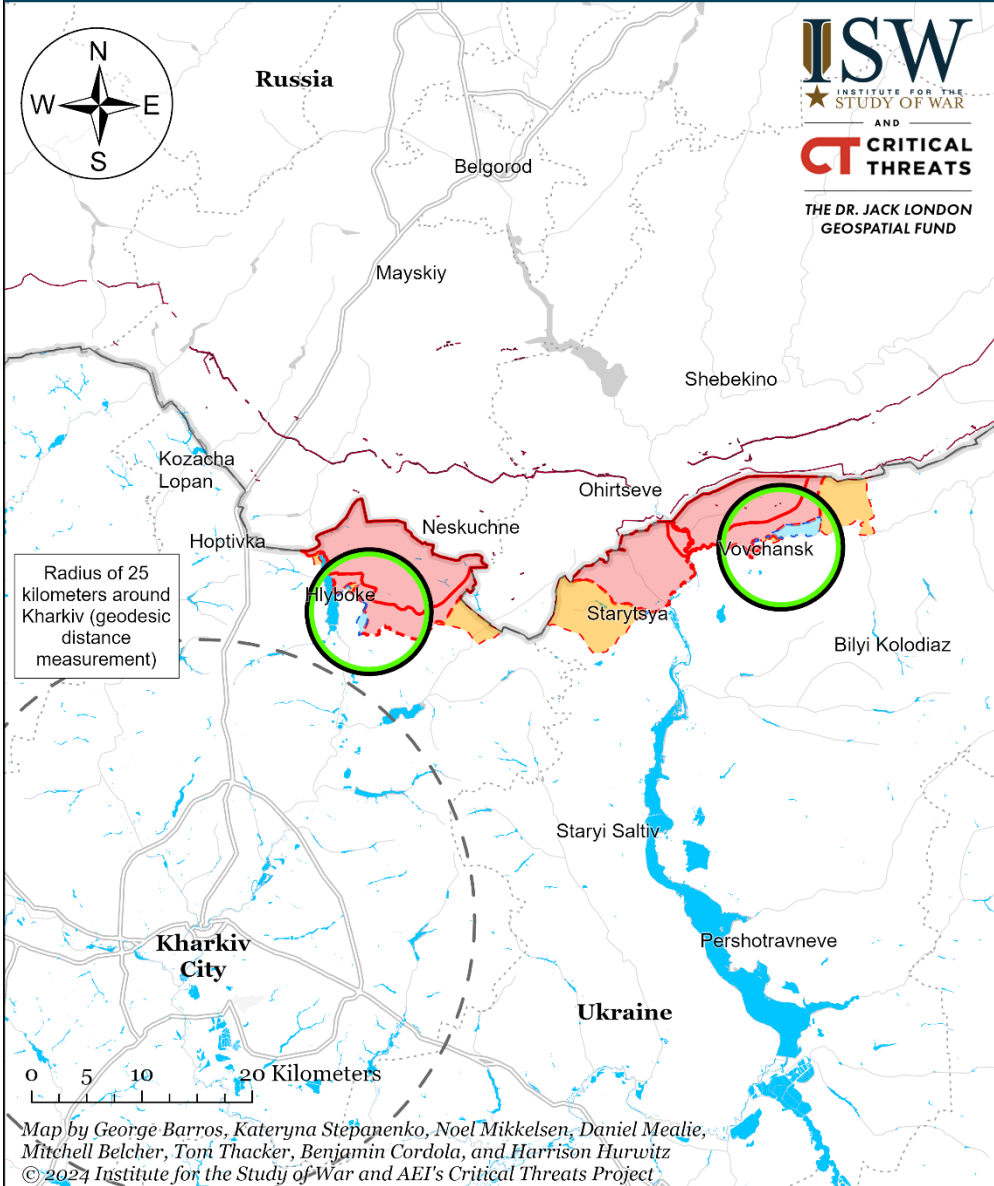 N
W
E
S
Russia
ISW
INSTITUTE FOR THE
STUDY OF WAR
AND
CT CRITICAL
THREATS
THE DR. JACK LONDON
GEOSPATIAL FUND
Belgorod
Mayskiy
Shebekino
Kozacha
Lopan
Ohirtseve
Neskuchne
Hoptivka
Vovchansk
Radius of 25
kilometers around
Kharkiv (geodesic
distance
measurement)
Hlyboke
Starytsya
Bilyi Kolodiaz
Staryi Saltiv
Pershotravneve
Kharkiv
City
Ukraine
0 5 10 20 Kilometers
Map by George Barros, Kateryna Stepanenko, Noel Mikkelsen, Daniel Mealie,
Mitchell Belcher, Tom Thacker, Benjamin Cordola, and Harrison Hurwitz
© 2024 Institute for the Study of War and AEI's Critical Threats Project